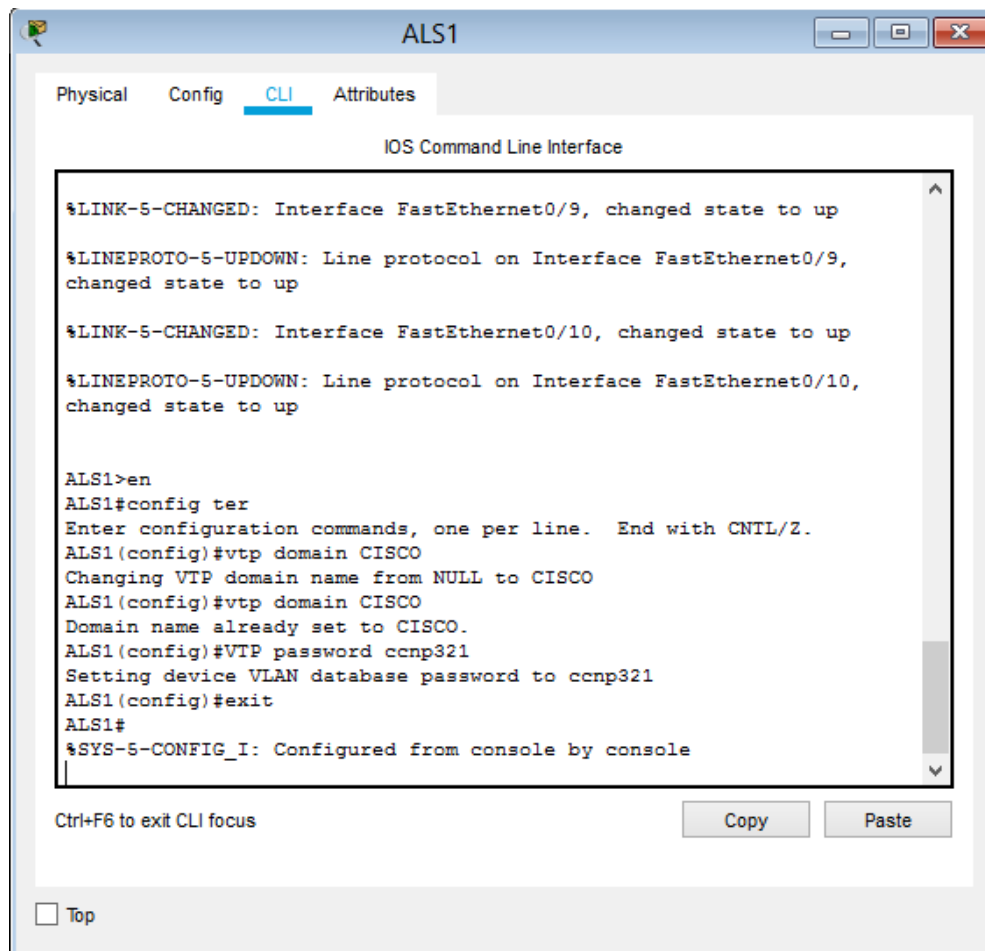 ALS1
Physical Config CLI Attributes
IOS Command Line Interface
%LINK-5-CHANGED: Interface FastEthernet0/9, changed state to up
%LINEPROTO-5-UPDOWN: Line protocol on Interface FastEthernet0/9,
changed state to up
%LINK-5-CHANGED: Interface FastEthernet0/10, changed state to up
%LINEPROTO-5-UPDOWN: Line protocol on Interface FastEthernet0/10,
changed state to up
ALS1>en
ALS1#config ter
Enter configuration commands, one per line.  End with CNTL/Z.
ALS1(config)#vtp domain CISCO
Changing VTP domain name from NULL to CISCO
ALS1(config)#vtp domain CISCO
Domain name already set to CISCO.
ALS1(config)#VTP password ccnp321
Setting device VLAN database password to ccnp321
ALS1(config)#exit
ALS1#
%SYS-5-CONFIG_I: Configured from console by console
Ctrl+F6 to exit CLI focus Copy Paste
Top